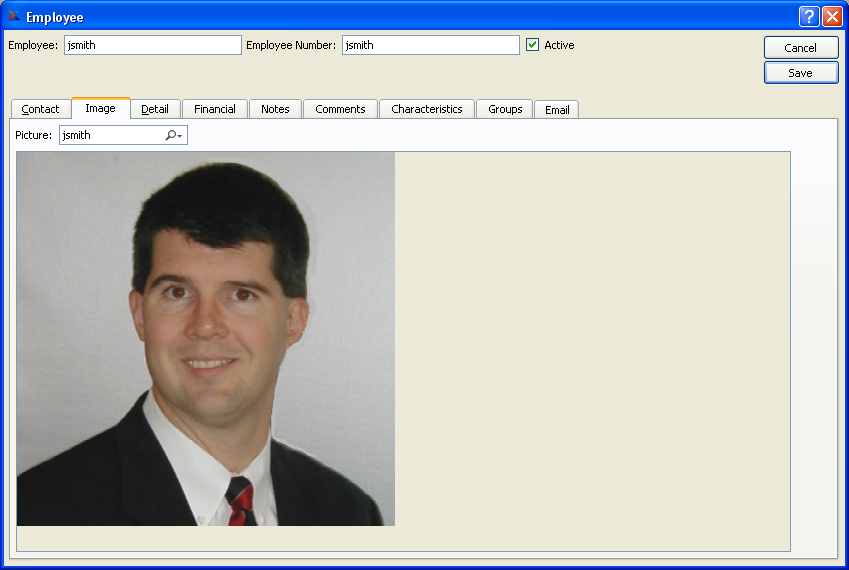 Employee
Employee: jsmith Employee Number: jsmith Active
Cancel
Save
Contact Image Detail Financial Notes Comments Characteristics Groups Email
Picture: jsmith